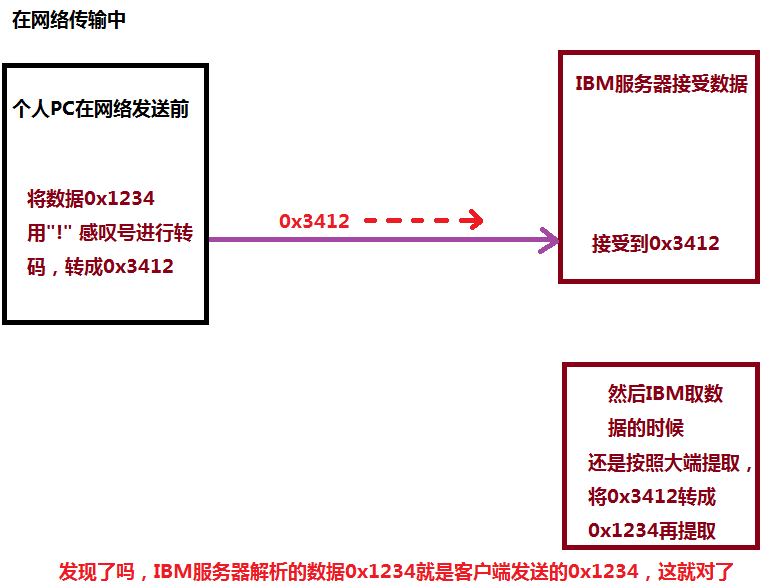 在网络传输中
个人PC在网络发送前
将数据0x1234
用"!" 感叹号进行转
码，转成0x3412
0x3412
IBM服务器接受数据
接受到0x3412
然后IBM取数
据的时候
还是按照大端提取，
将0x3412转成
0x1234再提取
发现了吗，IBM服务器解析的数据0x1234就是客户端发送的0x1234，这就对了